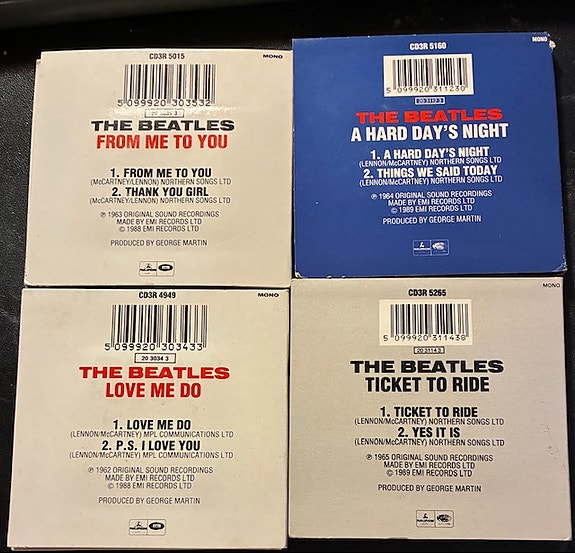 CD3R 5015
MONO
5 099920 303532
20 3035 3
THE BEATLES
FROM ME TO YOU
1. FROM ME TO YOU
(McCARTNEY/LENNON) NORTHERN SONGS LTD
2. THANK YOU GIRL
(McCARTNEY/LENNON) NORTHERN SONGS LTD
℗ 1963 ORIGINAL SOUND RECORDINGS
MADE BY EMI RECORDS LTD
© 1988 EMI RECORDS LTD
PRODUCED BY GEORGE MARTIN
CD3R 5160
MONO
5 099920 311230
20 3112 3
THE BEATLES
A HARD DAY'S NIGHT
1. A HARD DAY'S NIGHT
(LENNON/McCARTNEY) NORTHERN SONGS LTD
2. THINGS WE SAID TODAY
(LENNON/McCARTNEY) NORTHERN SONGS LTD
℗ 1964 ORIGINAL SOUND RECORDINGS
MADE BY EMI RECORDS LTD
© 1989 EMI RECORDS LTD
PRODUCED BY GEORGE MARTIN
CD3R 4949
MONO
5 099920 303433
20 3034 3
THE BEATLES
LOVE ME DO
1. LOVE ME DO
(LENNON/McCARTNEY) MPL COMMUNICATIONS LTD
2. P.S. I LOVE YOU
(LENNON/McCARTNEY) MPL COMMUNICATIONS LTD
℗ 1962 ORIGINAL SOUND RECORDINGS
MADE BY EMI RECORDS LTD
© 1988 EMI RECORDS LTD
PRODUCED BY GEORGE MARTIN
CD3R 5265
MONO
5 099920 311438
20 3114 3
THE BEATLES
TICKET TO RIDE
1. TICKET TO RIDE
(LENNON/McCARTNEY) NORTHERN SONGS LTD
2. YES IT IS
(LENNON/McCARTNEY) NORTHERN SONGS LTD
℗ 1965 ORIGINAL SOUND RECORDINGS
MADE BY EMI RECORDS LTD
© 1989 EMI RECORDS LTD
PRODUCED BY GEORGE MARTIN